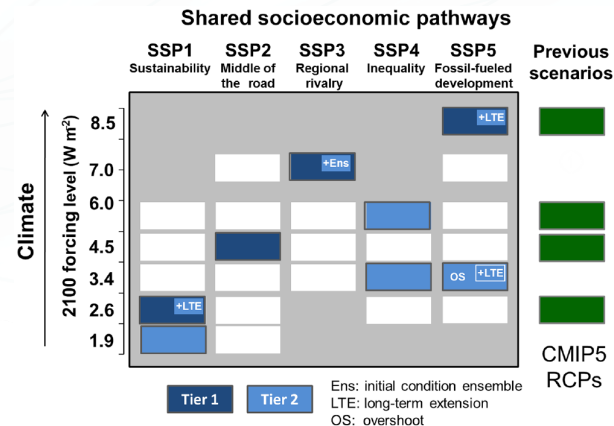 Shared socioeconomic pathways
SSP1 SSP2 SSP3 SSP4 SSP5 Previous
Sustainability Middle of Regional Inequality Fossil-fueled scenarios
the road rivalry development
Climate
2100 forcing level (W m-2)
8.5 +LTE
7.0 +Ens
6.0
4.5
3.4 OS +LTE
2.6 +LTE
1.9
CMIP5
RCPs
Tier 1 Tier 2
Ens: initial condition ensemble
LTE: long-term extension
OS: overshoot